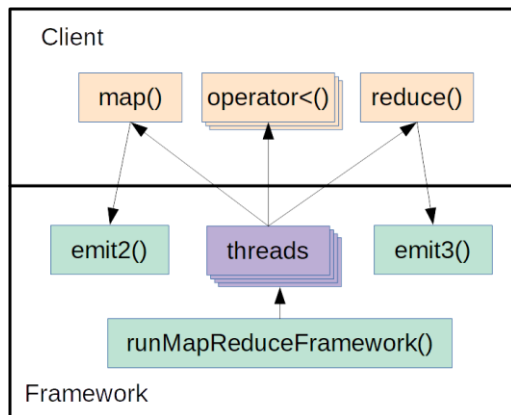 Client
map()
operator<()
reduce()
emit2()
threads
emit3()
runMapReduceFramework()
Framework